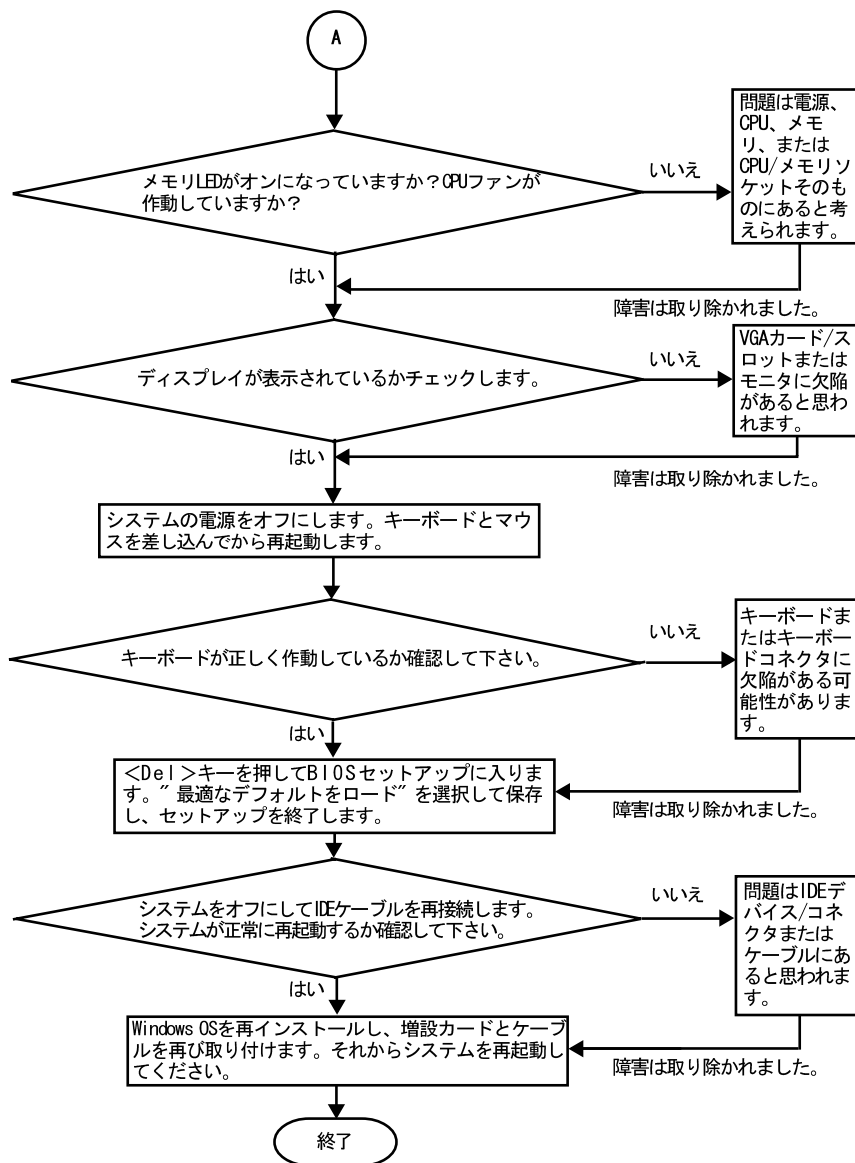 A
メモリLEDがオンになっていますか？CPUファンが
作動していますか？
いいえ
問題は電源、
CPU、メモ
リ、または
CPU/メモリソ
ケットそのも
のにあると考
えられます。
はい
障害は取り除かれました。
ディスプレイが表示されているかチェックします。
いいえ
VGAカード/ス
ロットまたは
モニタに欠陥
があると思わ
れます。
はい
障害は取り除かれました。
システムの電源をオフにします。キーボードとマウ
スを差し込んでから再起動します。
キーボードが正しく作動しているか確認して下さい。
いいえ
キーボードま
たはキーボー
ドコネクタに
欠陥がある可
能性がありま
す。
はい
<Del>キーを押してBIOSセットアップに入りま
す。"最適なデフォルトをロード"を選択して保存
し、セットアップを終了します。
障害は取り除かれました。
システムをオフにしてIDEケーブルを再接続します。
システムが正常に再起動するか確認して下さい。
いいえ
問題はIDEデ
バイス/コネ
クタまたは
ケーブルにあ
ると思われま
す。
はい
Windows OSを再インストールし、増設カードとケーブ
ルを再び取り付けます。それからシステムを再起動し
てください。
障害は取り除かれました。
終了